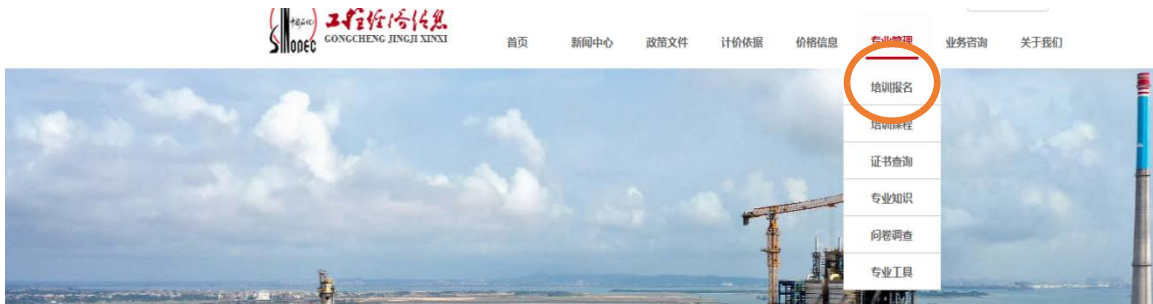 中国石化
SINOPEC
工程经济信息
GONGCHENG JINGJI XINXI
首页 新闻中心 政策文件 计价依据 价格信息 专业管理 业务咨询 关于我们
培训报名
培训课程
证书查询
专业知识
问卷调查
专业工具